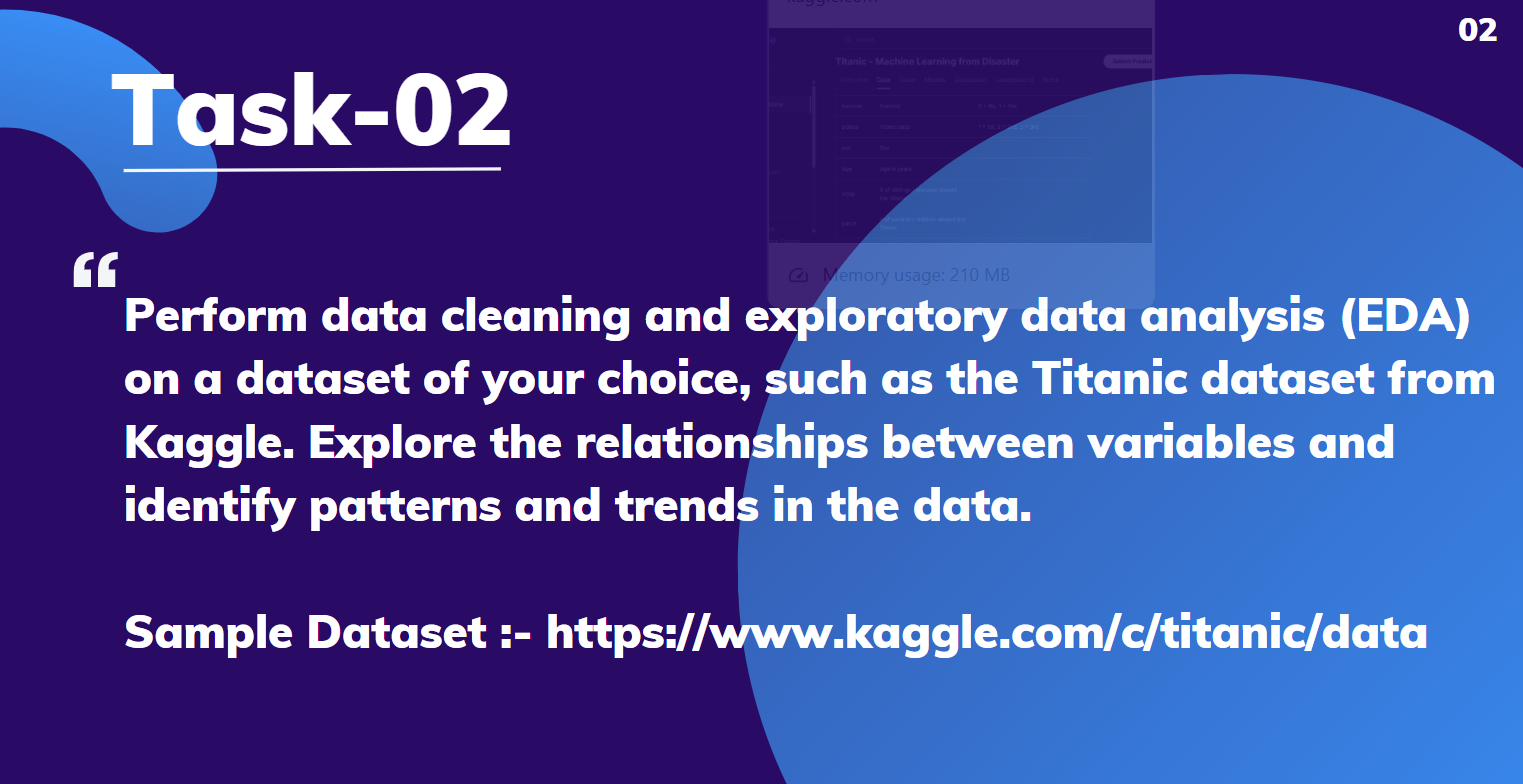 kaggle.com
02
Titanic - Machine Learning from Disaster
Task-02
Memory usage: 210 MB
“
Perform data cleaning and exploratory data analysis (EDA)
on a dataset of your choice, such as the Titanic dataset from
Kaggle. Explore the relationships between variables and
identify patterns and trends in the data.
Sample Dataset :- https://www.kaggle.com/c/titanic/data